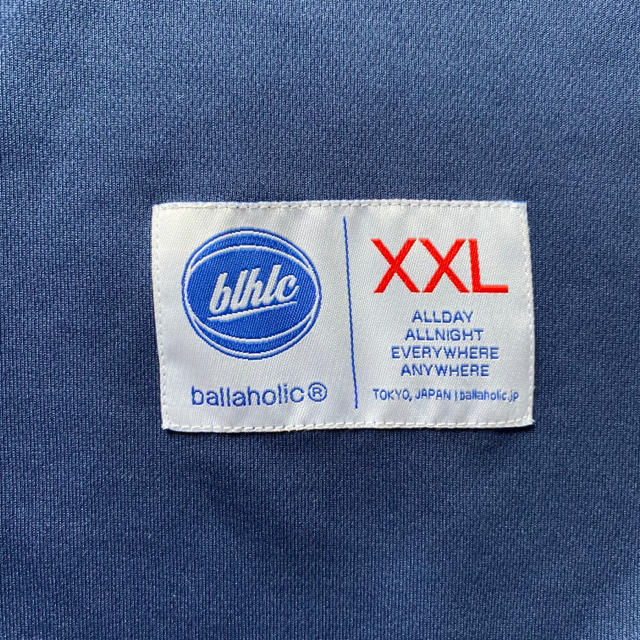 blhlc
ballaholic®
XXL
ALLDAY
ALLNIGHT
EVERYWHERE
ANYWHERE
TOKYO, JAPAN | ballaholic.jp